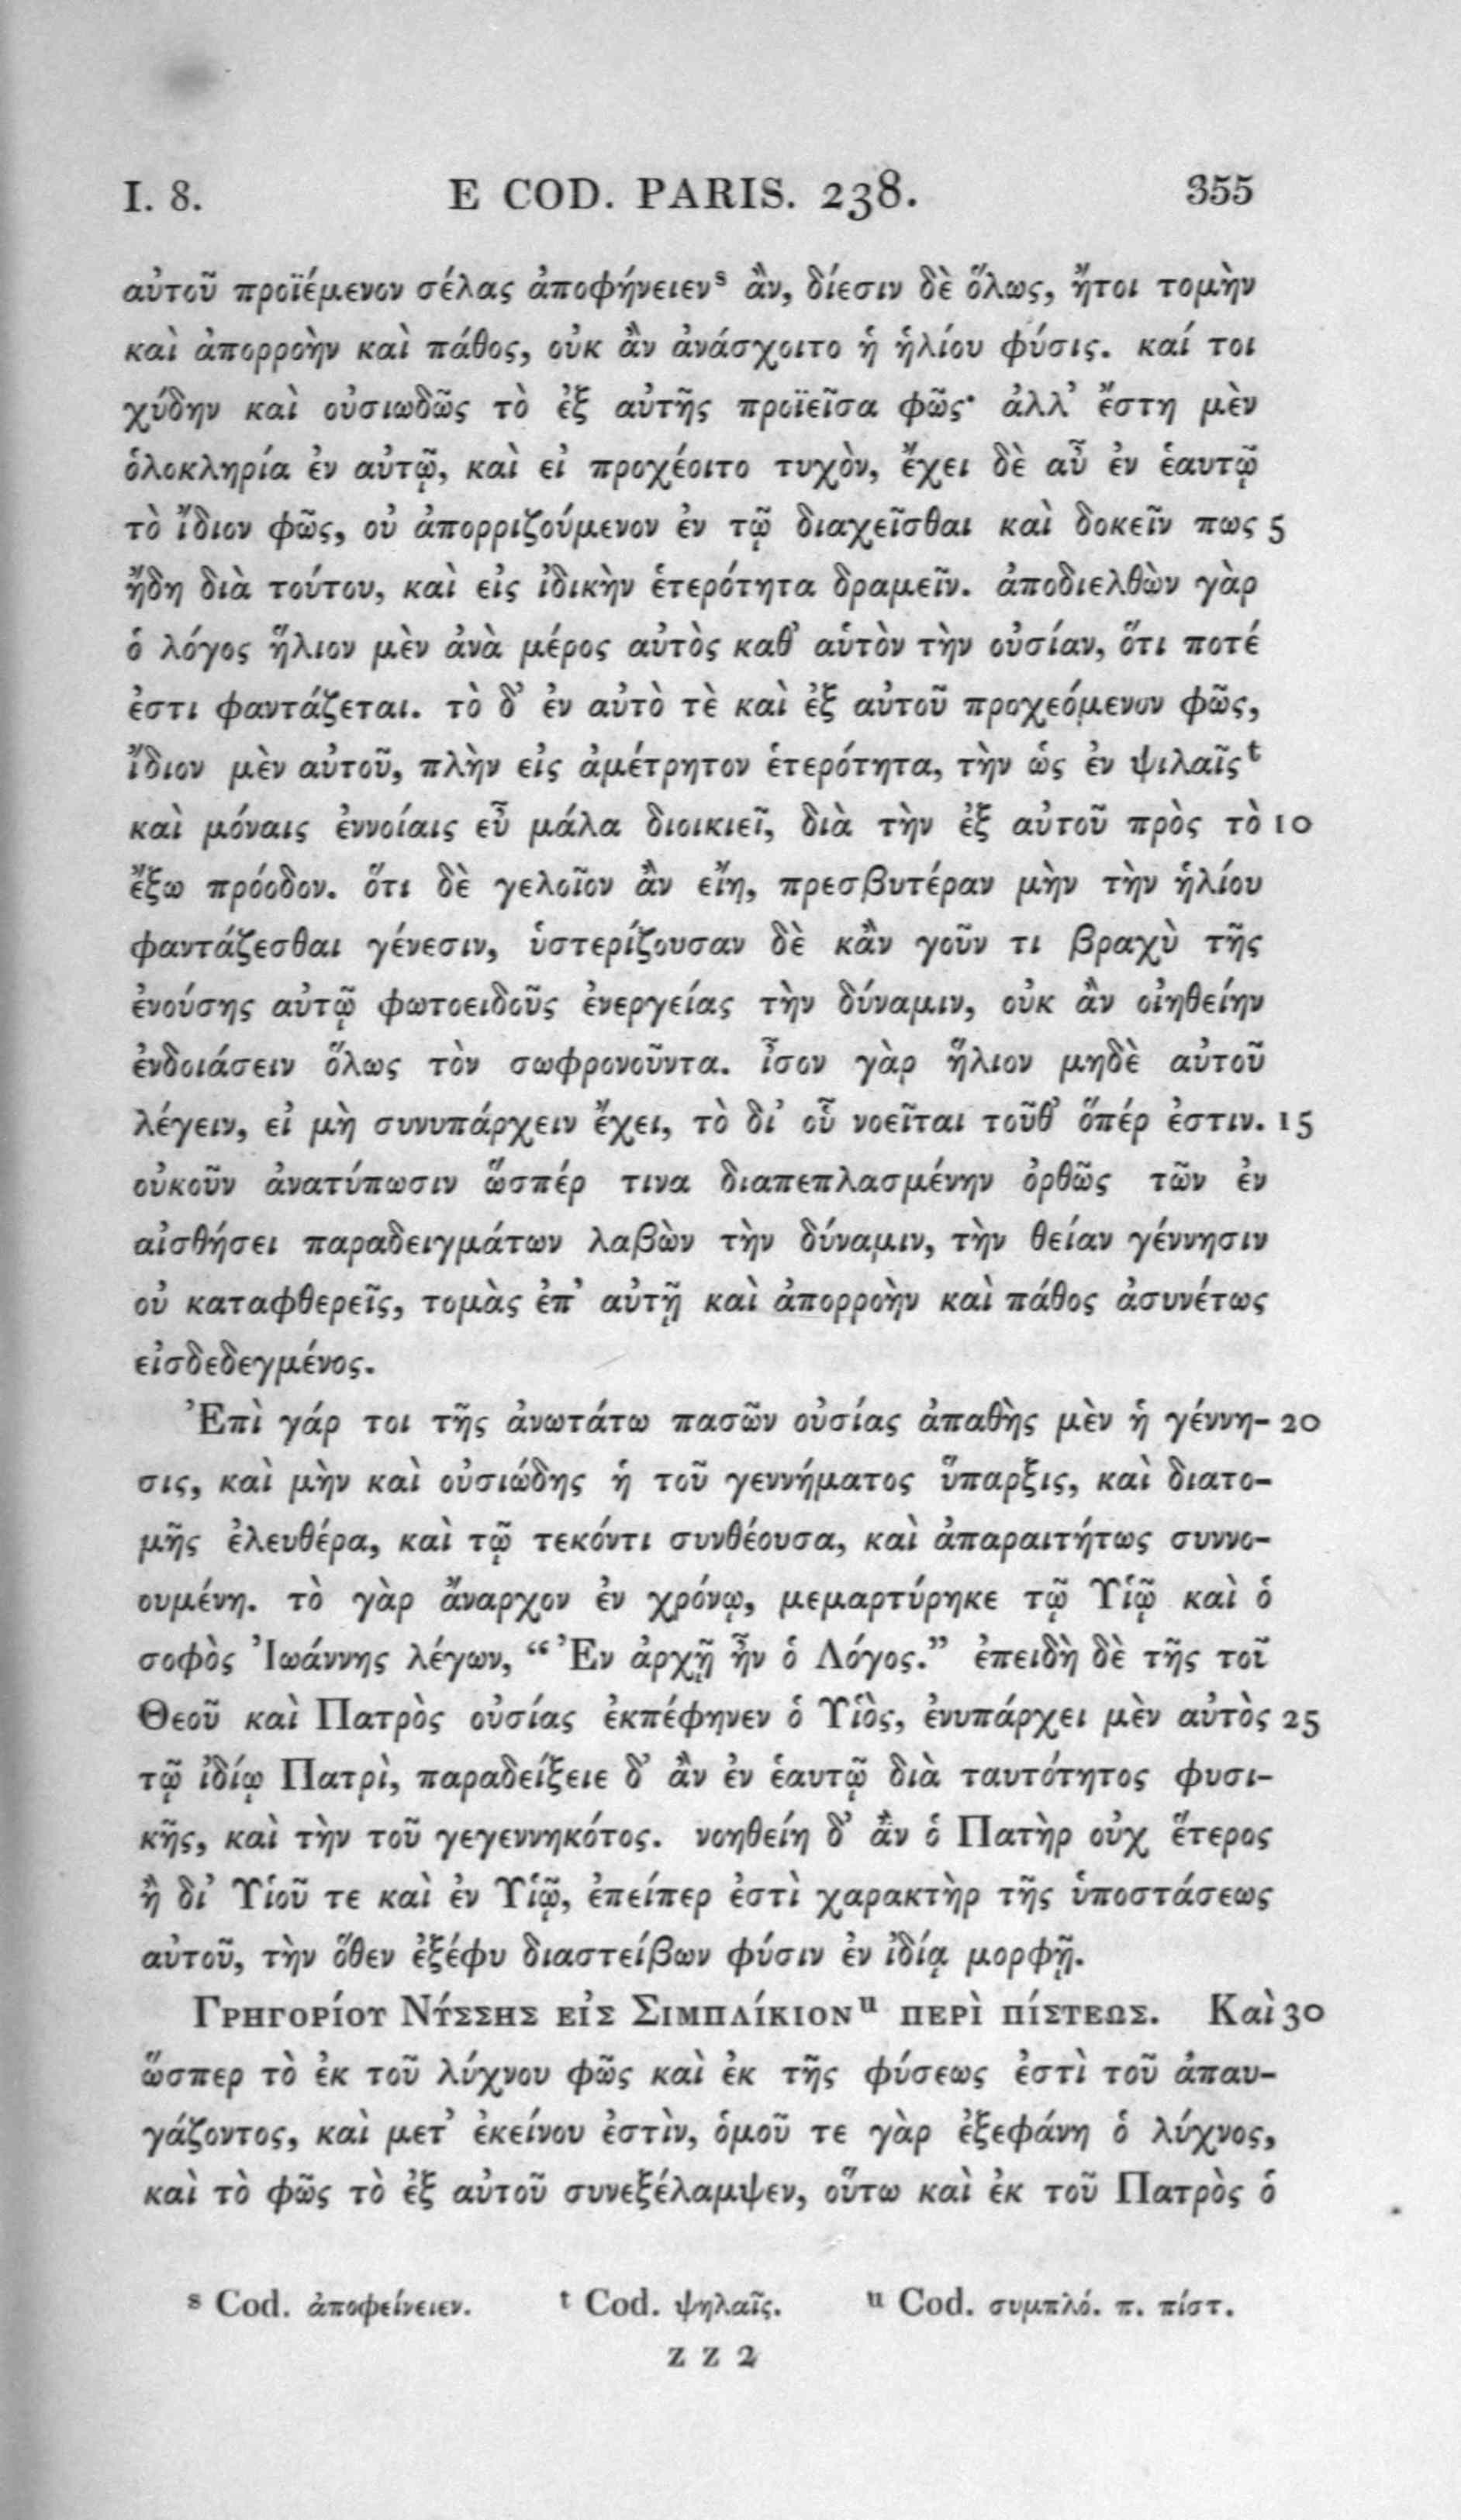 I. 8. E COD. PARIS. 238. 355
αὐτοῦ προϊέμενον σέλας ἀποφήνειενˢ ἂν, δίεσιν δὲ ὅλως, ἤτοι τομὴν
καὶ ἀπορροὴν καὶ πάθος, οὐκ ἂν ἀνάσχοιτο ἡ ἡλίου φύσις. καί τοι
χύδην καὶ οὐσιωδῶς τὸ ἐξ αὐτῆς προϊεῖσα φῶς· ἀλλ’ ἔστη μὲν
ὁλοκληρία ἐν αὐτῷ, καὶ εἰ προχέοιτο τυχὸν, ἔχει δὲ αὖ ἐν ἑαυτῷ
τὸ ἴδιον φῶς, οὐ ἀπορριζούμενον ἐν τῷ διαχεῖσθαι καὶ δοκεῖν πως 5
ἤδη διὰ τούτου, καὶ εἰς ἰδικὴν ἑτερότητα δραμεῖν. ἀποδιελθὼν γὰρ
ὁ λόγος ἥλιον μὲν ἀνὰ μέρος αὐτὸς καθ’ αὑτὸν τὴν οὐσίαν, ὅτι ποτέ
ἐστι φαντάζεται. τὸ δ’ ἐν αὐτὸ τὲ καὶ ἐξ αὐτοῦ προχεόμενον φῶς,
ἴδιον μὲν αὐτοῦ, πλὴν εἰς ἀμέτρητον ἑτερότητα, τὴν ὡς ἐν ψιλαῖςᵗ
καὶ μόναις ἐννοίαις εὖ μάλα διοικιεῖ, διὰ τὴν ἐξ αὐτοῦ πρὸς τὸ 10
ἔξω πρόοδον. ὅτι δὲ γελοῖον ἂν εἴη, πρεσβυτέραν μὴν τὴν ἡλίου
φαντάζεσθαι γένεσιν, ὑστερίζουσαν δὲ κἂν γοῦν τι βραχὺ τῆς
ἐνούσης αὐτῷ φωτοειδοῦς ἐνεργείας τὴν δύναμιν, οὐκ ἂν οἰηθείην
ἐνδοιάσειν ὅλως τὸν σωφρονοῦντα. ἶσον γὰρ ἥλιον μηδὲ αὐτοῦ
λέγειν, εἰ μὴ συνυπάρχειν ἔχει, τὸ δι’ οὗ νοεῖται τοῦθ’ ὅπέρ ἐστιν. 15
οὐκοῦν ἀνατύπωσιν ὥσπέρ τινα διαπεπλασμένην ὀρθῶς τῶν ἐν
αἰσθήσει παραδειγμάτων λαβὼν τὴν δύναμιν, τὴν θείαν γέννησιν
οὐ καταφθερεῖς, τομὰς ἐπ’ αὐτῇ καὶ ἀπορροὴν καὶ πάθος ἀσυνέτως
εἰσδεδεγμένος.
Ἐπὶ γάρ τοι τῆς ἀνωτάτω πασῶν οὐσίας ἀπαθὴς μὲν ἡ γέννη- 20
σις, καὶ μὴν καὶ οὐσιώδης ἡ τοῦ γεννήματος ὕπαρξις, καὶ διατο-
μῆς ἐλευθέρα, καὶ τῷ τεκόντι συνθέουσα, καὶ ἀπαραιτήτως συννο-
ουμένη. τὸ γὰρ ἄναρχον ἐν χρόνῳ, μεμαρτύρηκε τῷ Υἱῷ καὶ ὁ
σοφὸς Ἰωάννης λέγων, “Ἐν ἀρχῇ ἦν ὁ Λόγος.” ἐπειδὴ δὲ τῆς τοῦ
Θεοῦ καὶ Πατρὸς οὐσίας ἐκπέφηνεν ὁ Υἱὸς, ἐνυπάρχει μὲν αὐτὸς 25
τῷ ἰδίῳ Πατρὶ, παραδείξειε δ’ ἂν ἐν ἑαυτῷ διὰ ταυτότητος φυσι-
κῆς, καὶ τὴν τοῦ γεγεννηκότος. νοηθείη δ’ ἂν ὁ Πατὴρ οὐχ ἕτερος
ἢ δι’ Υἱοῦ τε καὶ ἐν Υἱῷ, ἐπείπερ ἐστὶ χαρακτὴρ τῆς ὑποστάσεως
αὐτοῦ, τὴν ὅθεν ἐξέφυ διαστείβων φύσιν ἐν ἰδίᾳ μορφῇ.
Γρηγορίου Νύσσης εἰς Σιμπλίκιονᵘ περὶ πίστεως. Καὶ 30
ὥσπερ τὸ ἐκ τοῦ λύχνου φῶς καὶ ἐκ τῆς φύσεως ἐστὶ τοῦ ἀπαυ-
γάζοντος, καὶ μετ’ ἐκείνου ἐστὶν, ὁμοῦ τε γὰρ ἐξεφάνη ὁ λύχνος,
καὶ τὸ φῶς τὸ ἐξ αὐτοῦ συνεξέλαμψεν, οὕτω καὶ ἐκ τοῦ Πατρὸς ὁ
ˢ Cod. ἀποφείνειεν. ᵗ Cod. ψηλαῖς. ᵘ Cod. συμπλό. π. πίστ.
z z 2